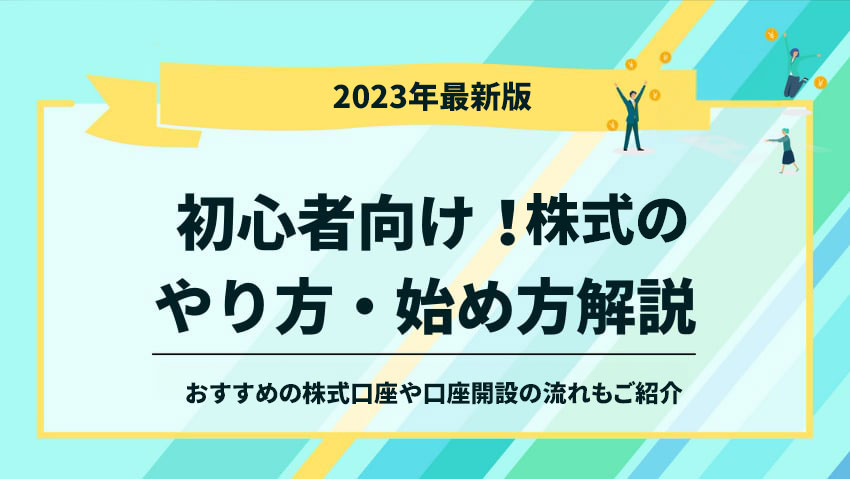 2023年最新版
初心者向け！株式の
やり方・始め方解説
おすすめの株式口座や口座開設の流れもご紹介